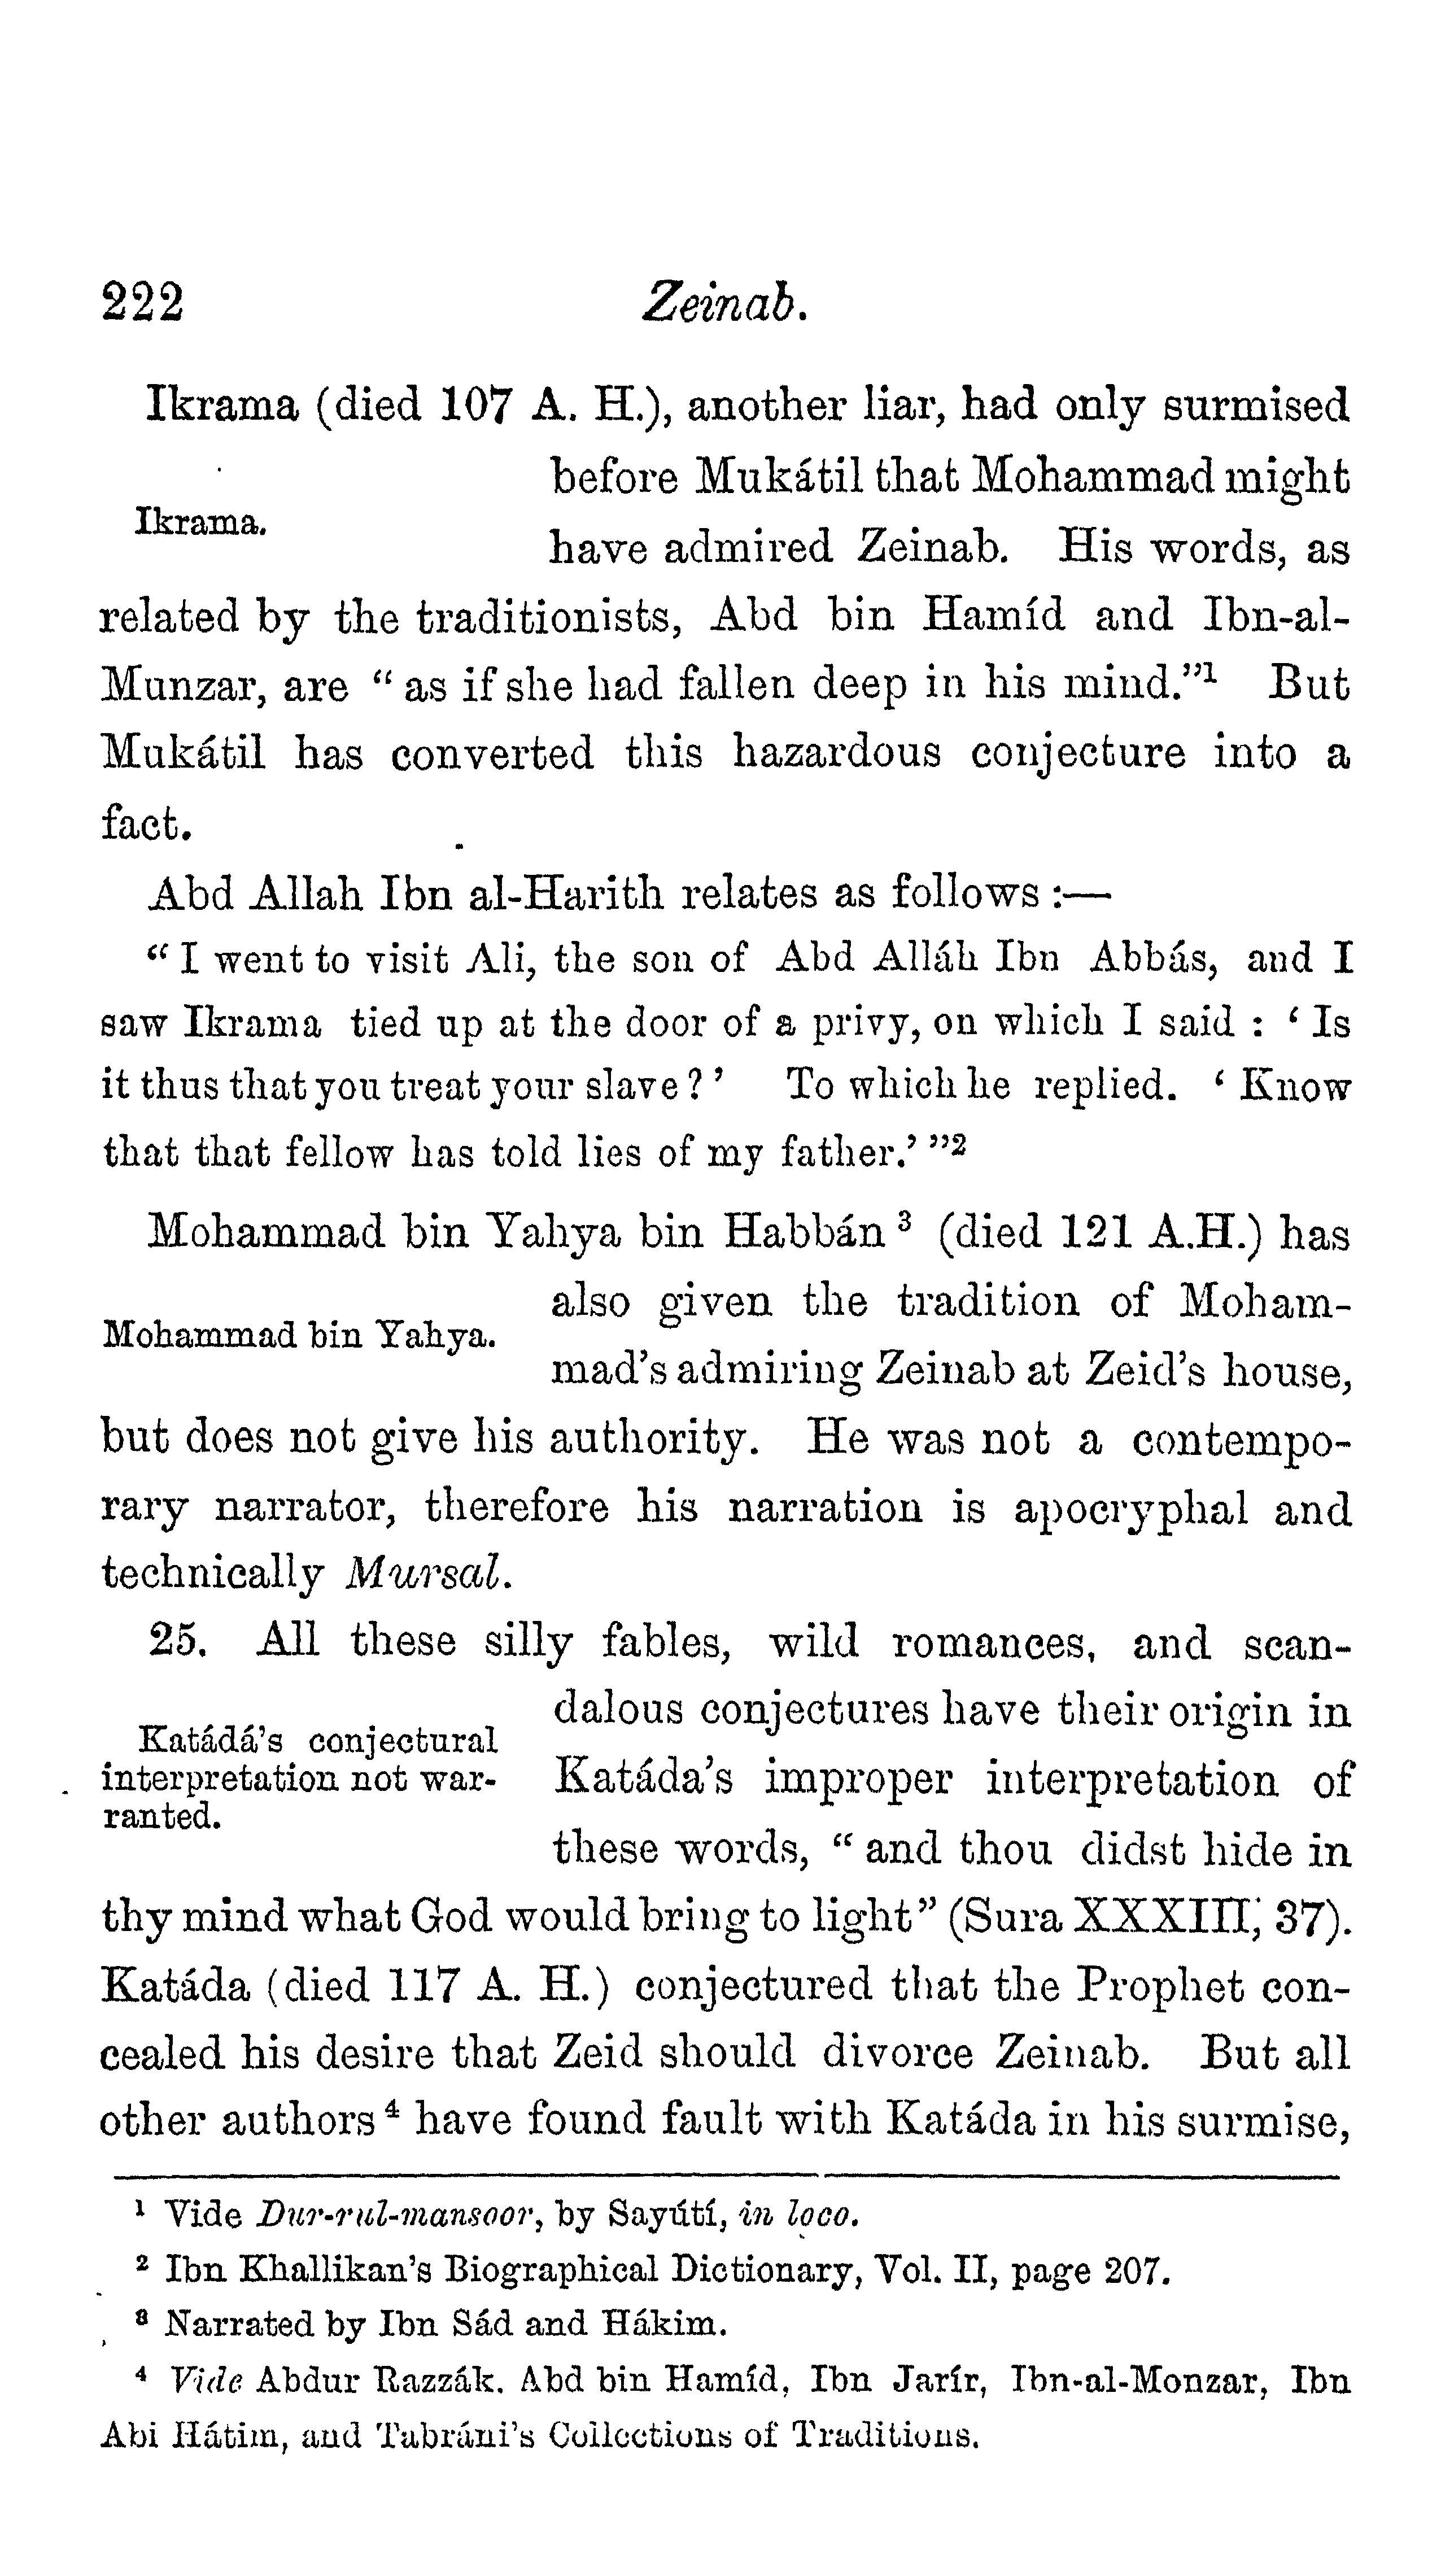 222 Zeinab.
Ikrama (died 107 A. H.), another liar, had only surmised
Ikrama.
before Mukátil that Mohammad might
have admired Zeinab. His words, as
related by the traditionists, Abd bin Hamíd and Ibn-al-
Munzar, are “ as if she had fallen deep in his mind.”1 But
Mukátil has converted this hazardous conjecture into a
fact.
Abd Allah Ibn al-Harith relates as follows :—
“ I went to visit Ali, the son of Abd Alláh Ibn Abbás, and I
saw Ikrama tied up at the door of a privy, on which I said : ‘ Is
it thus that you treat your slave ? ’ To which he replied. ‘ Know
that that fellow has told lies of my father.’ ”2
Mohammad bin Yahya bin Habbán 3 (died 121 A.H.) has
Mohammad bin Yahya.
also given the tradition of Moham-
mad’s admiring Zeinab at Zeid’s house,
but does not give his authority. He was not a contempo-
rary narrator, therefore his narration is apocryphal and
technically Mursal.
25. All these silly fables, wild romances, and scan-
Katádá’s conjectural
interpretation not war-
ranted.
dalous conjectures have their origin in
Katáda’s improper interpretation of
these words, “ and thou didst hide in
thy mind what God would bring to light” (Sura XXXIII, 37).
Katáda (died 117 A. H.) conjectured that the Prophet con-
cealed his desire that Zeid should divorce Zeinab. But all
other authors 4 have found fault with Katáda in his surmise,
1 Vide Dur-rul-mansoor, by Sayútí, in loco.
2 Ibn Khallikan’s Biographical Dictionary, Vol. II, page 207.
3 Narrated by Ibn Sád and Hákim.
4 Vide Abdur Razzák. Abd bin Hamíd, Ibn Jarír, Ibn-al-Monzar, Ibn
Abi Hátim, and Tabráni’s Collections of Traditions.